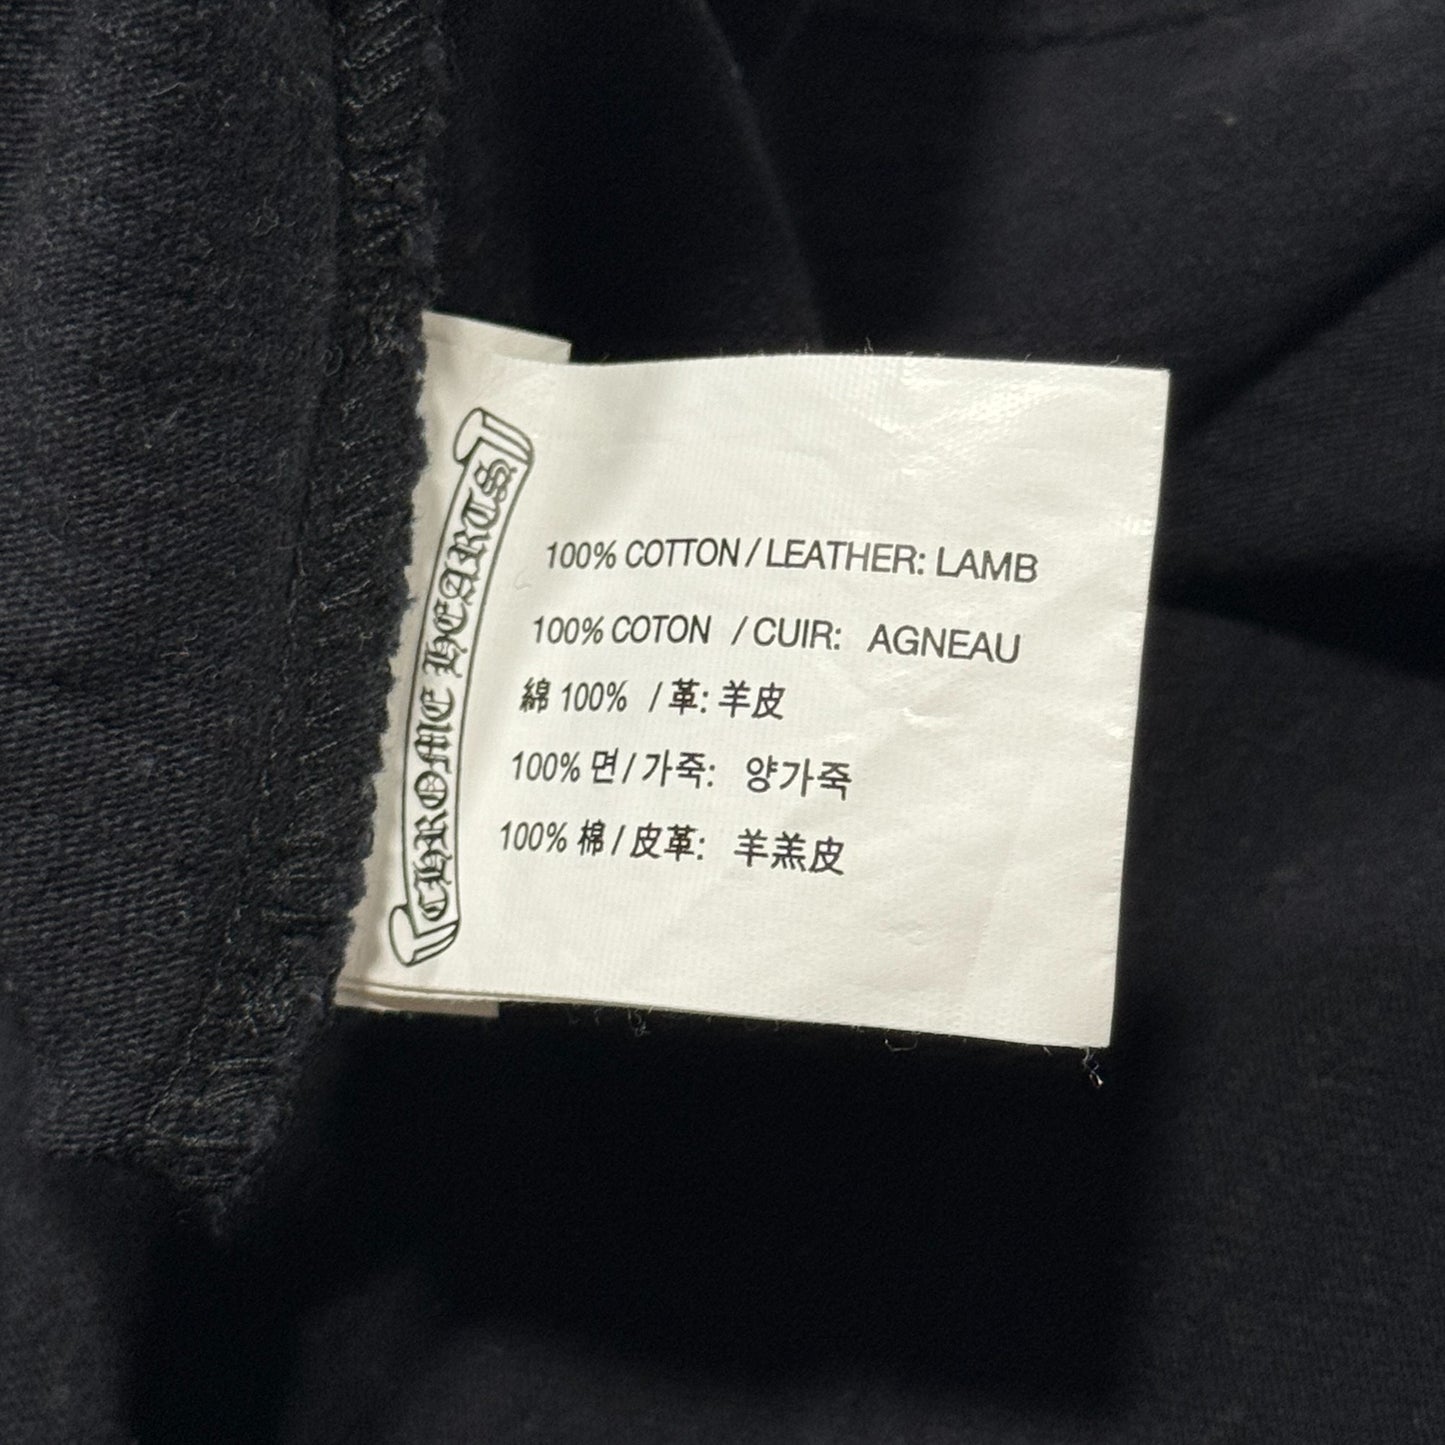 CHROME HEARTS
100% COTTON / LEATHER: LAMB
100% COTON / CUIR: AGNEAU
綿 100% / 革: 羊皮
100% 면 / 가죽: 양가죽
100% 棉 / 皮革: 羊羔皮